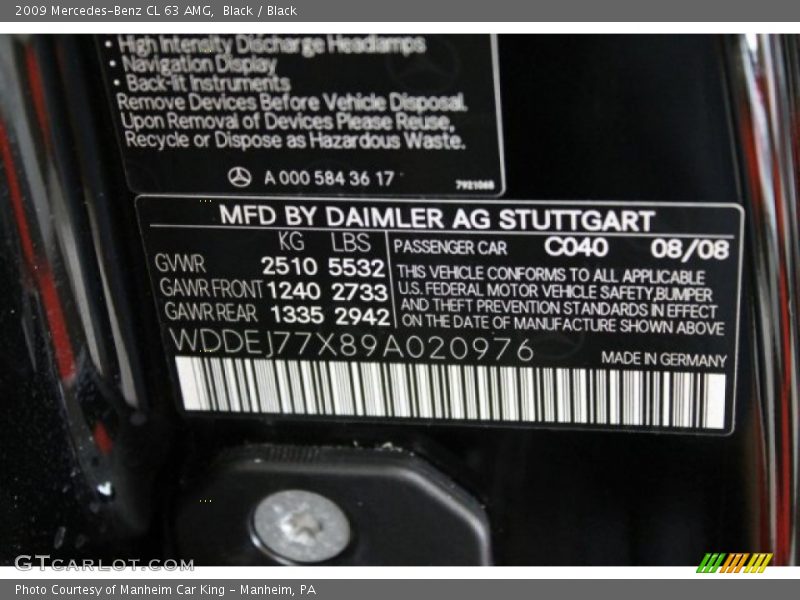 2009 Mercedes-Benz CL 63 AMG, Black / Black
• High Intensity Discharge Headlamps
• Navigation Display
• Back-lit Instruments
Remove Devices Before Vehicle Disposal.
Upon Removal of Devices Please Reuse,
Recycle or Dispose as Hazardous Waste.
A 000 584 36 17
MFD BY DAIMLER AG STUTTGART
KG LBS PASSENGER CAR C040 08/08
GVWR 2510 5532
GAWR FRONT 1240 2733
GAWR REAR 1335 2942
THIS VEHICLE CONFORMS TO ALL APPLICABLE
U.S. FEDERAL MOTOR VEHICLE SAFETY,BUMPER
AND THEFT PREVENTION STANDARDS IN EFFECT
ON THE DATE OF MANUFACTURE SHOWN ABOVE
WDDEJ77X89A020976
MADE IN GERMANY
GTCARLOT.COM
Photo Courtesy of Manheim Car King - Manheim, PA